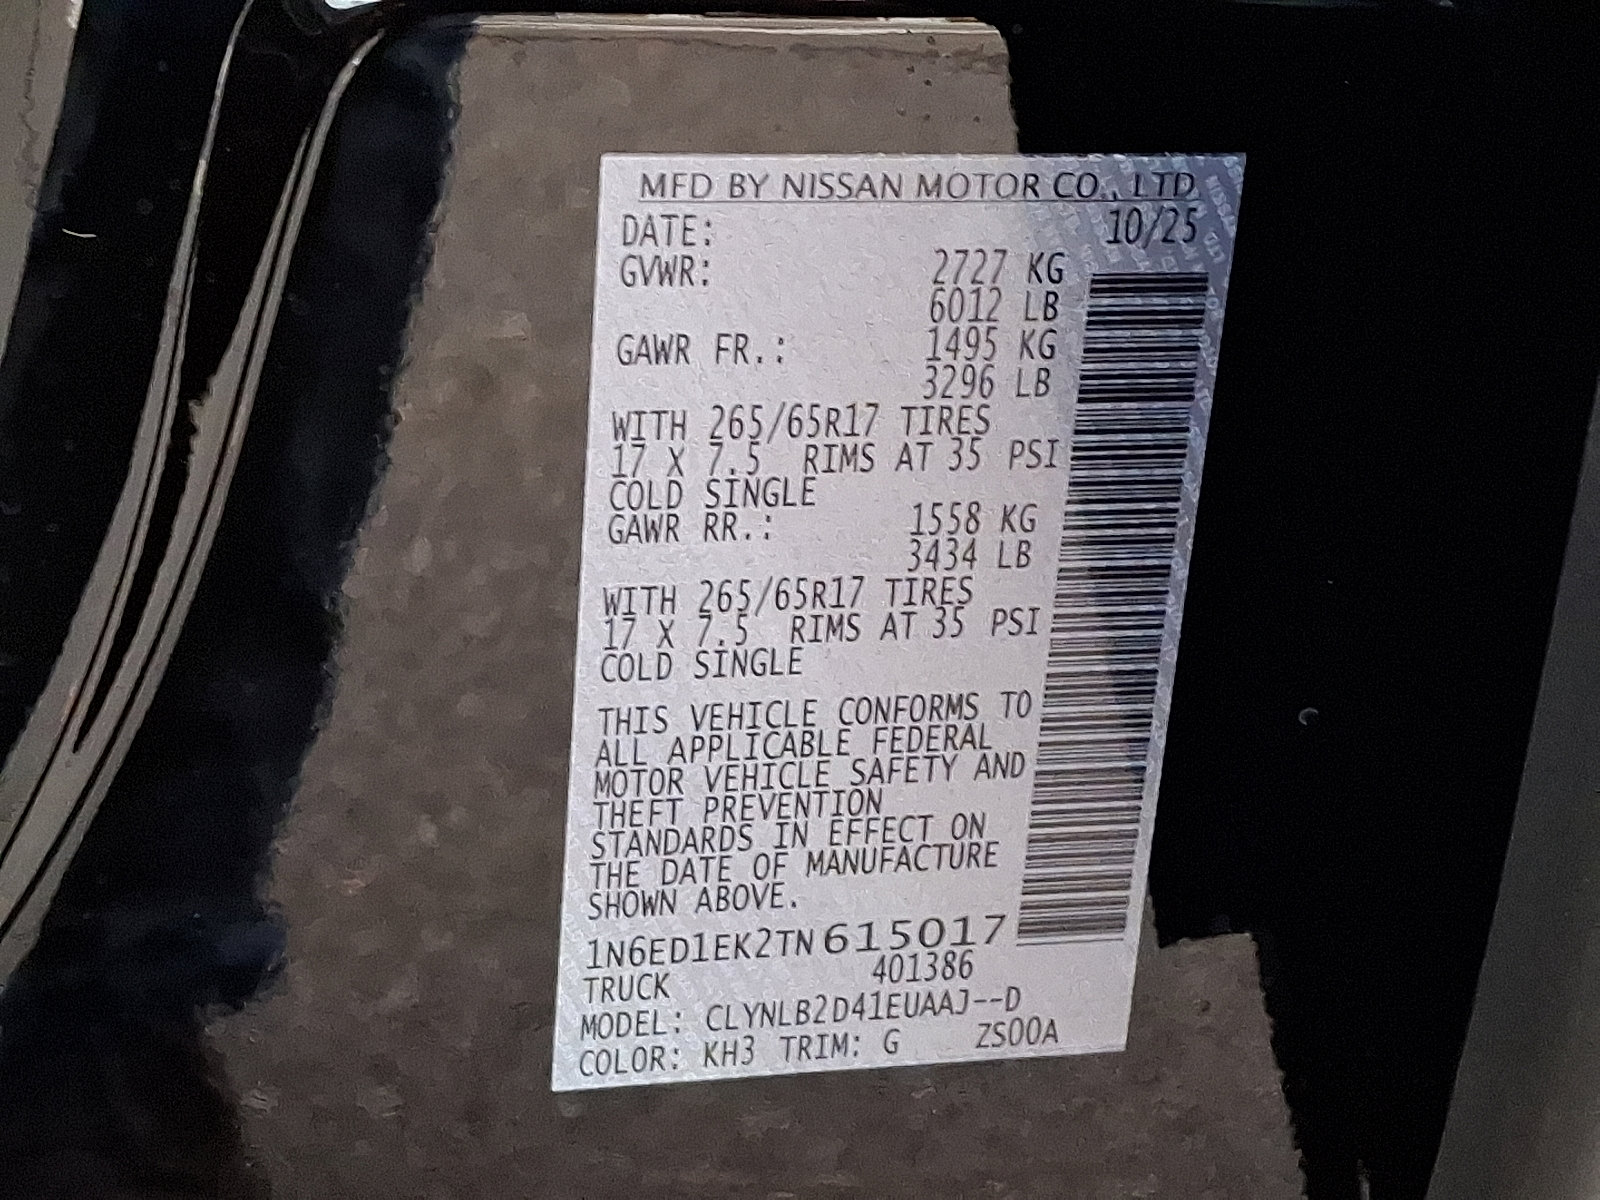 MFD BY NISSAN MOTOR CO., LTD.
DATE: 10/25
GVWR: 2727 KG
6012 LB
GAWR FR.: 1495 KG
3296 LB
WITH 265/65R17 TIRES
17 X 7.5 RIMS AT 35 PSI
COLD SINGLE
GAWR RR.: 1558 KG
3434 LB
WITH 265/65R17 TIRES
17 X 7.5 RIMS AT 35 PSI
COLD SINGLE
THIS VEHICLE CONFORMS TO
ALL APPLICABLE FEDERAL
MOTOR VEHICLE SAFETY AND
THEFT PREVENTION
STANDARDS IN EFFECT ON
THE DATE OF MANUFACTURE
SHOWN ABOVE.
1N6ED1EK2TN615017
TRUCK 401386
MODEL: CLYNLB2D41EUAAJ--D
COLOR: KH3 TRIM: G ZS00A